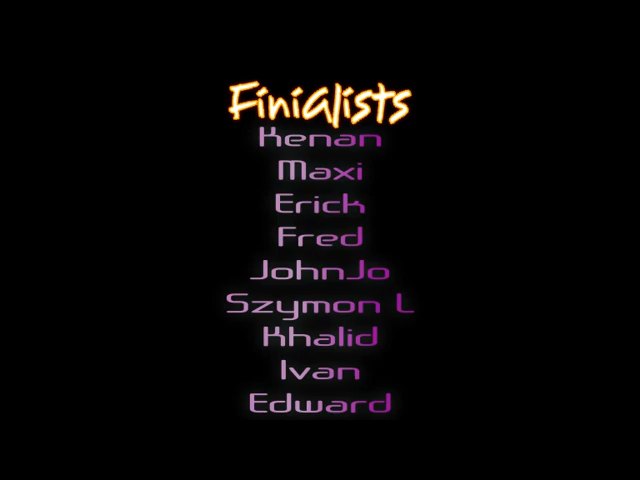 Finialists
Kenan
Maxi
Erick
Fred
JohnJo
Szymon L
Khalid
Ivan
Edward